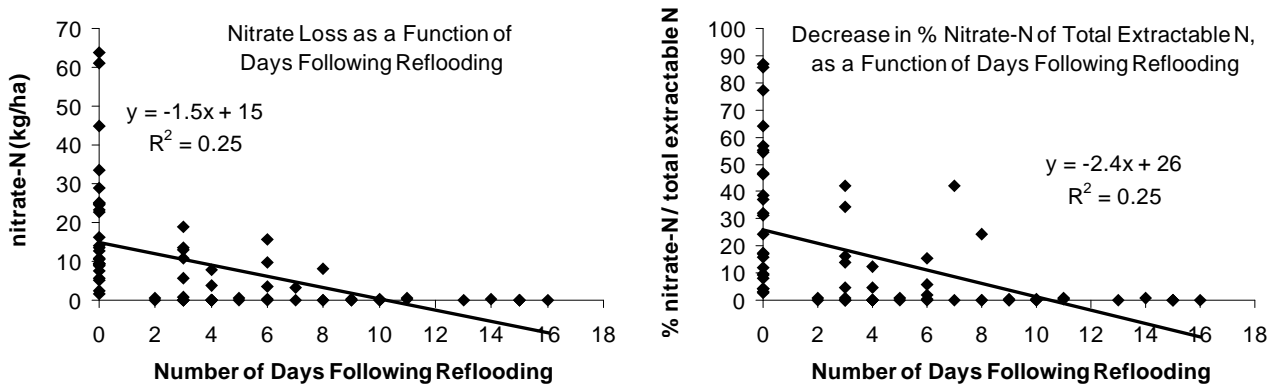 Nitrate Loss as a Function of
Days Following Reflooding
nitrate-N (kg/ha)
70
60
50
40
30
20
10
0
y = -1.5x + 15
R² = 0.25
0 2 4 6 8 10 12 14 16 18
Number of Days Following Reflooding
Decrease in % Nitrate-N of Total Extractable N,
as a Function of Days Following Reflooding
% nitrate-N/ total extractable N
100
90
80
70
60
50
40
30
20
10
0
y = -2.4x + 26
R² = 0.25
0 2 4 6 8 10 12 14 16 18
Number of Days Following Reflooding